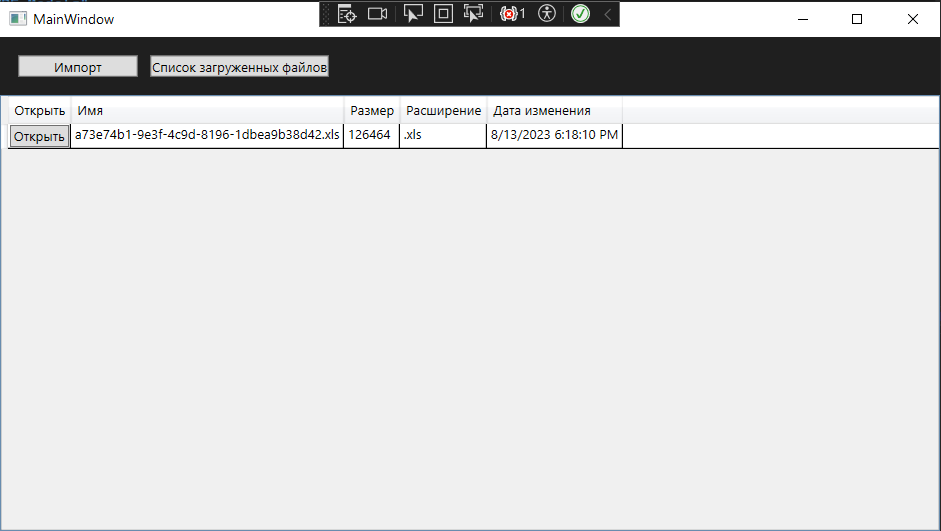 MainWindow
1
Импорт
Список загруженных файлов
Открыть Имя Размер Расширение Дата изменения
Открыть a73e74b1-9e3f-4c9d-8196-1dbea9b38d42.xls 126464 .xls 8/13/2023 6:18:10 PM